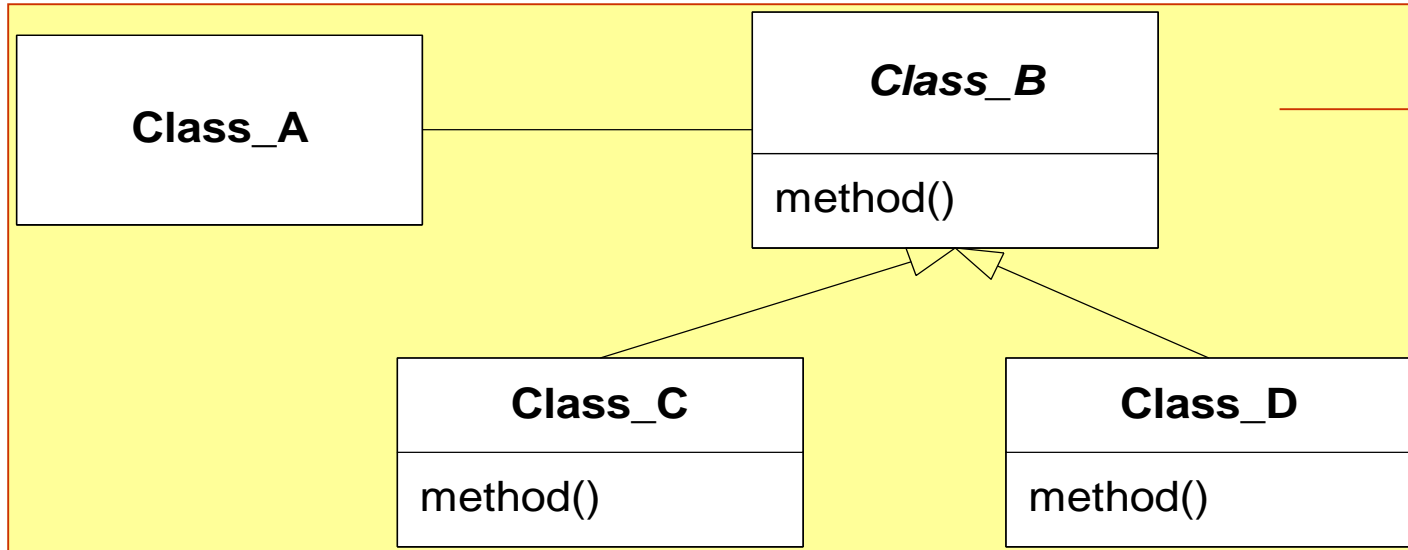 Class_A
Class_B
method()
Class_C
method()
Class_D
method()